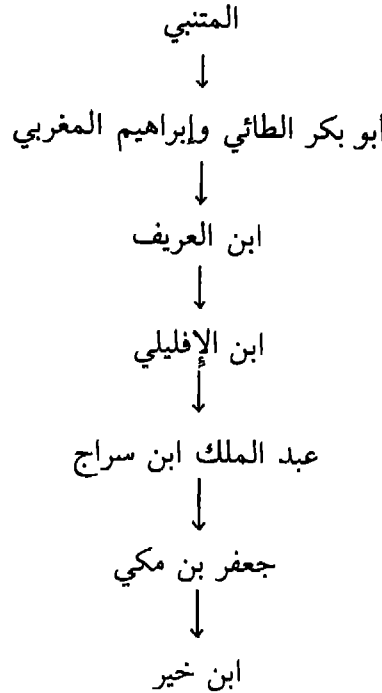 المتنبي
أبو بكر الطائي وإبراهيم المغربي
ابن العريف
ابن الإفليلي
عبد الملك ابن سراج
جعفر بن مكي
ابن خير